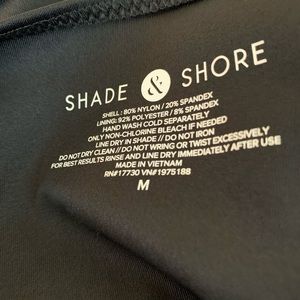 SHADE & SHORE
SHELL: 80% NYLON / 20% SPANDEX
LINING: 92% POLYESTER / 8% SPANDEX
HAND WASH COLD SEPARATELY
ONLY NON-CHLORINE BLEACH IF NEEDED
LINE DRY IN SHADE // DO NOT IRON
DO NOT DRY CLEAN // DO NOT WRING OR TWIST EXCESSIVELY
FOR BEST RESULTS RINSE AND LINE DRY IMMEDIATELY AFTER USE
MADE IN VIETNAM
RN#17730 VN#1975188
M